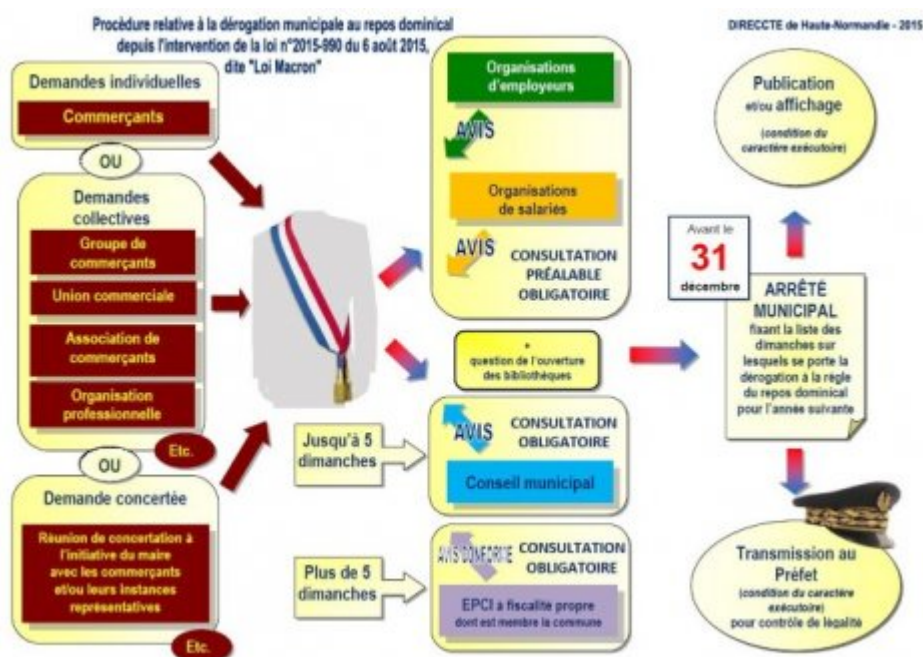 Procédure relative à la dérogation municipale au repos dominical
depuis l'intervention de la loi n°2015-990 du 6 août 2015,
dite "Loi Macron"
DIRECCTE de Haute-Normandie - 2015
Demandes individuelles
Commerçants
OU
Demandes
collectives
Groupe de
commerçants
Union commerciale
Association de
commerçants
Organisation
professionnelle
Etc.
OU
Demande concertée
Réunion de concertation à
l'initiative du maire
avec les commerçants
et/ou leurs instances
représentatives
Etc.
Organisations
d'employeurs
AVIS
Organisations
de salariés
AVIS
CONSULTATION
PRÉALABLE
OBLIGATOIRE
+
question de l'ouverture
des bibliothèques
Jusqu'à 5
dimanches
AVIS
CONSULTATION
OBLIGATOIRE
Conseil municipal
Plus de 5
dimanches
AVIS CONFORME
CONSULTATION
OBLIGATOIRE
EPCI à fiscalité propre
dont est membre la commune
Avant le
31
décembre
ARRÊTÉ
MUNICIPAL
fixant la liste des
dimanches sur
lesquels se porte la
dérogation à la règle
du repos dominical
pour l'année suivante
Publication
et/ou affichage
(condition du
caractère exécutoire)
Transmission au
Préfet
(condition du caractère
exécutoire)
pour contrôle de légalité